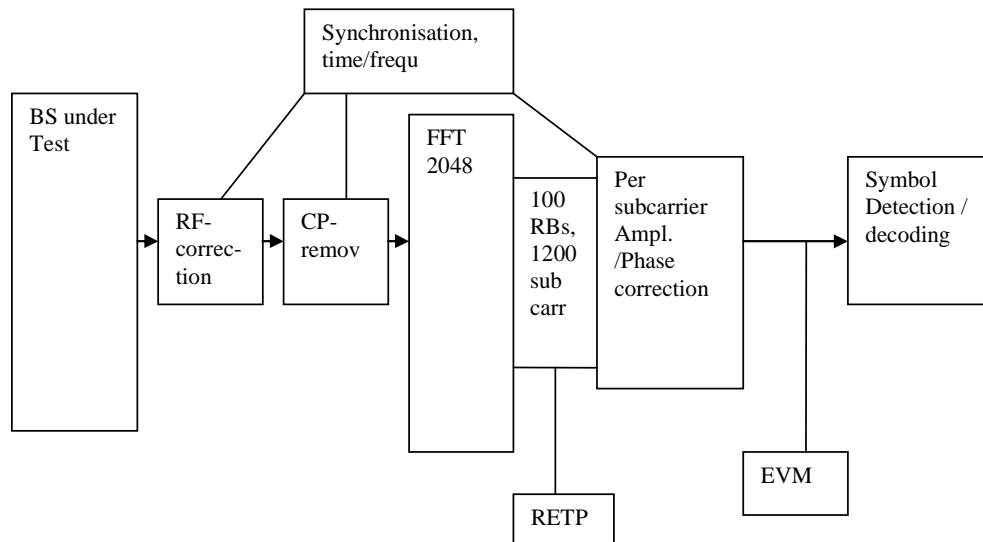 Synchronisation,
time/frequ
BS under
Test
RF-
correc-
tion
CP-
remov
FFT
2048
100
RBs,
1200
sub
carr
Per
subcarrier
Ampl.
/Phase
correction
Symbol
Detection /
decoding
RETP
EVM